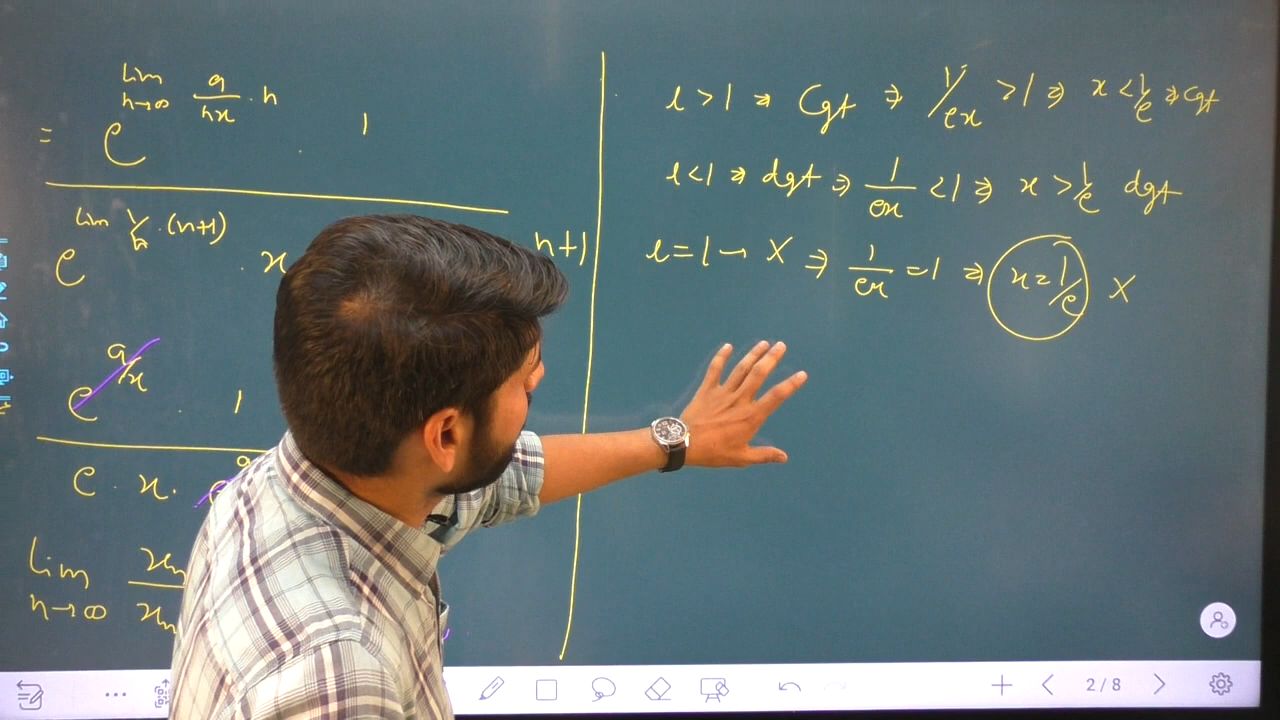 lim n→∞ a/nx · n
= e 1
lim 1/n · (n+1)
e · x n+1
e a/x · 1
e · x · a
lim n→∞ xn
xn
l > 1 ⇒ Cgt ⇒ 1/ex > 1 ⇒ x < 1/e ⇒ cgt
l < 1 ⇒ dgt ⇒ 1/ex < 1 ⇒ x > 1/e dgt
l = 1 → X ⇒ 1/ex = 1 ⇒ x = 1/e X
2/8